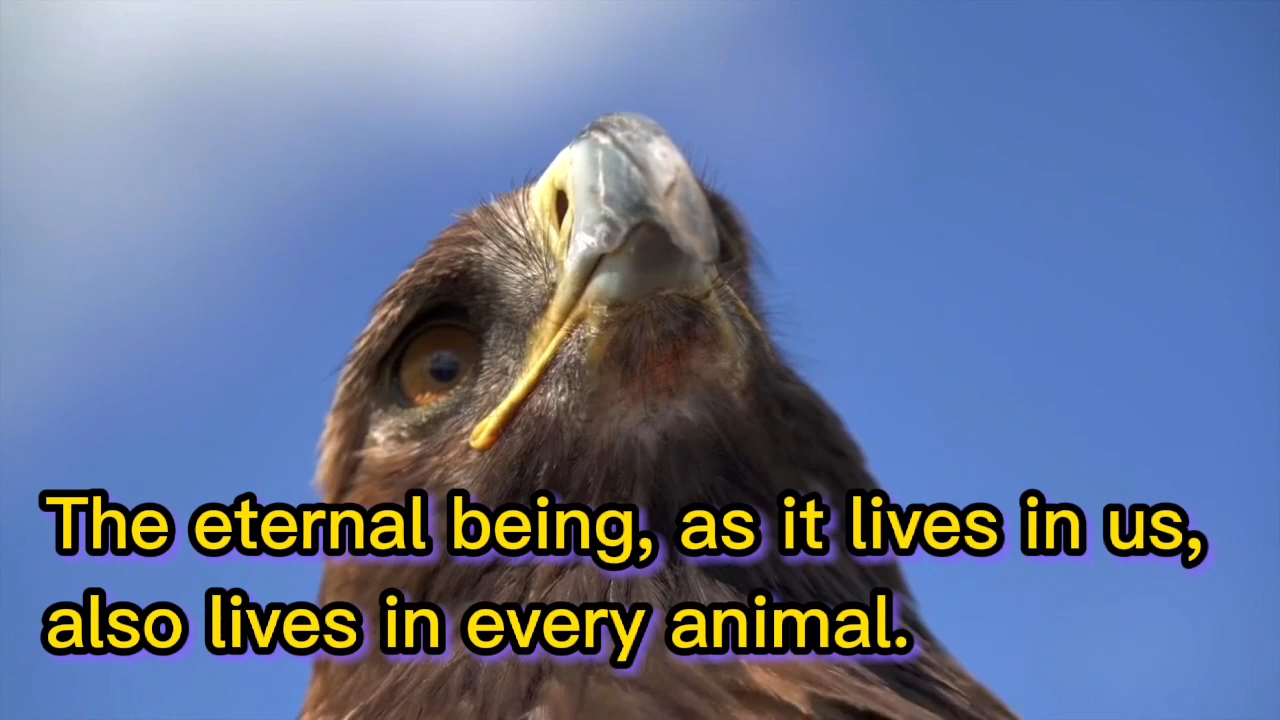 The eternal being, as it lives in us,
also lives in every animal.